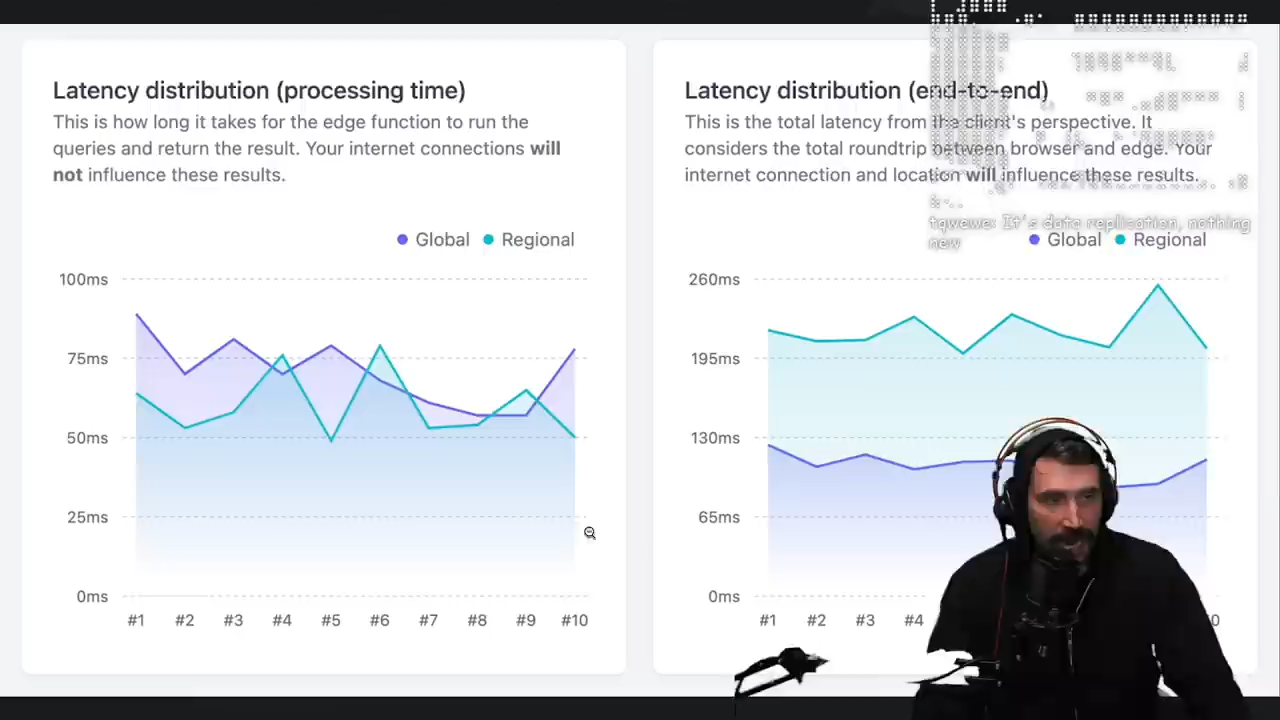 Latency distribution (processing time)
This is how long it takes for the edge function to run the
queries and return the result. Your internet connections will
not influence these results.
Global
Regional
100ms
75ms
50ms
25ms
0ms
#1 #2 #3 #4 #5 #6 #7 #8 #9 #10
Latency distribution (end-to-end)
This is the total latency from the client's perspective. It
considers the total roundtrip between browser and edge. Your
internet connection and location will influence these results.
tqwewe: It's data replication, nothing
new
Global
Regional
260ms
195ms
130ms
65ms
0ms
#1 #2 #3 #4